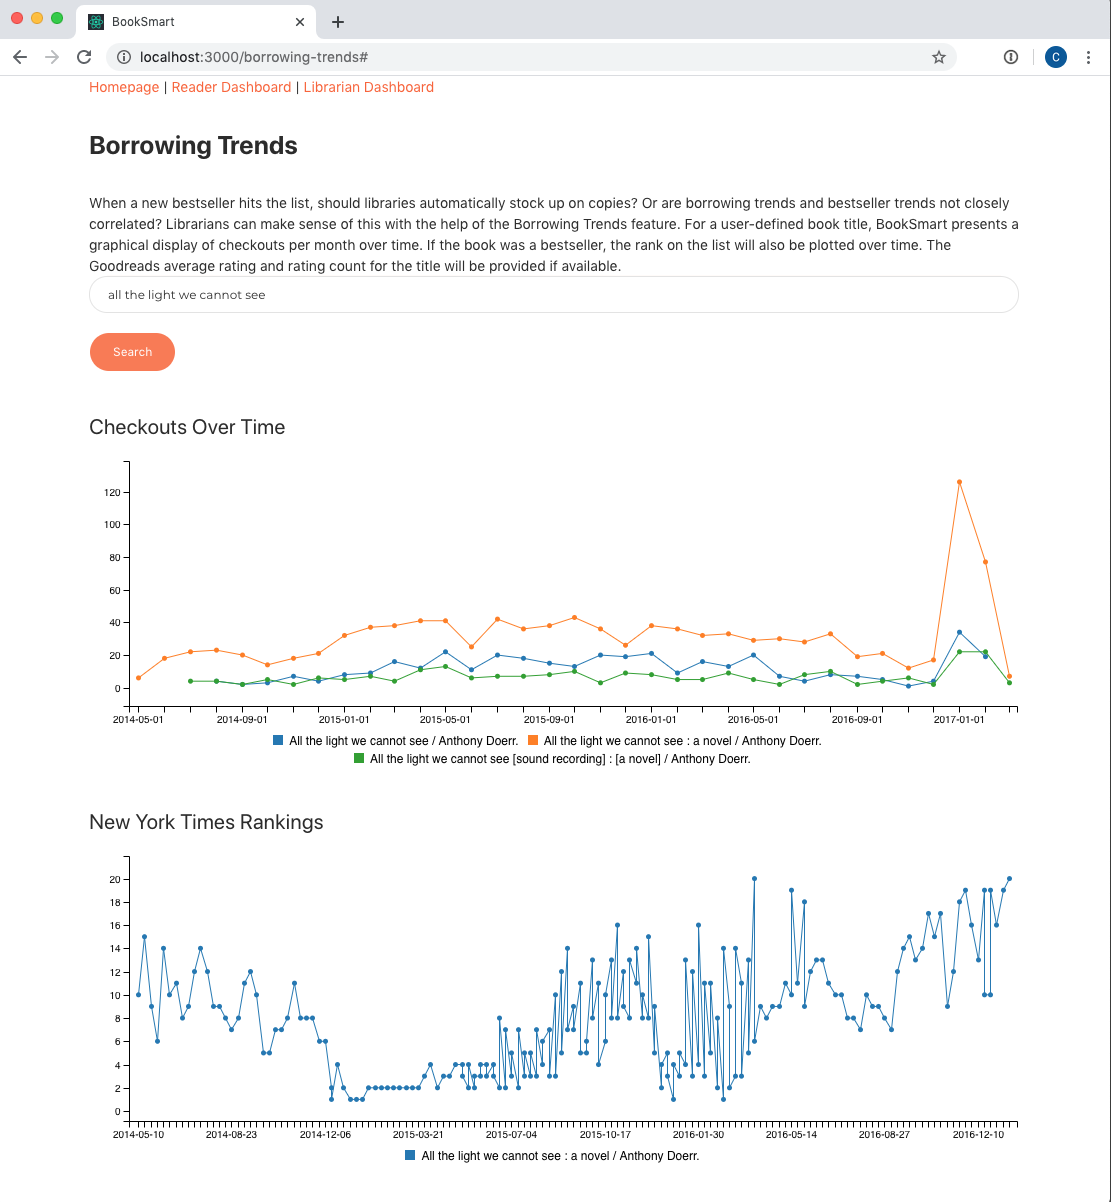 BookSmart
localhost:3000/borrowing-trends#
C
Homepage | Reader Dashboard | Librarian Dashboard
Borrowing Trends
When a new bestseller hits the list, should libraries automatically stock up on copies? Or are borrowing trends and bestseller trends not closely
correlated? Librarians can make sense of this with the help of the Borrowing Trends feature. For a user-defined book title, BookSmart presents a
graphical display of checkouts per month over time. If the book was a bestseller, the rank on the list will also be plotted over time. The
Goodreads average rating and rating count for the title will be provided if available.
all the light we cannot see
Search
Checkouts Over Time
120
100
80
60
40
20
0
2014-05-01 2014-09-01 2015-01-01 2015-05-01 2015-09-01 2016-01-01 2016-05-01 2016-09-01 2017-01-01
All the light we cannot see / Anthony Doerr. All the light we cannot see : a novel / Anthony Doerr.
All the light we cannot see [sound recording] : [a novel] / Anthony Doerr.
New York Times Rankings
20
18
16
14
12
10
8
6
4
2
0
2014-05-10 2014-08-23 2014-12-06 2015-03-21 2015-07-04 2015-10-17 2016-01-30 2016-05-14 2016-08-27 2016-12-10
All the light we cannot see : a novel / Anthony Doerr.